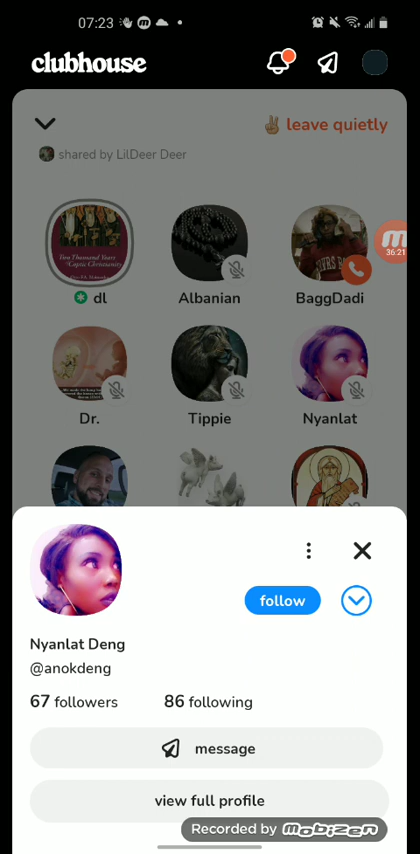 07:23
clubhouse
✌🏼 leave quietly
shared by LilDeer Deer
36:21
dl
Albanian
BaggDadi
Dr.
Tippie
Nyanlat
follow
Nyanlat Deng
@anokdeng
67 followers 86 following
message
view full profile
Recorded by mobizen